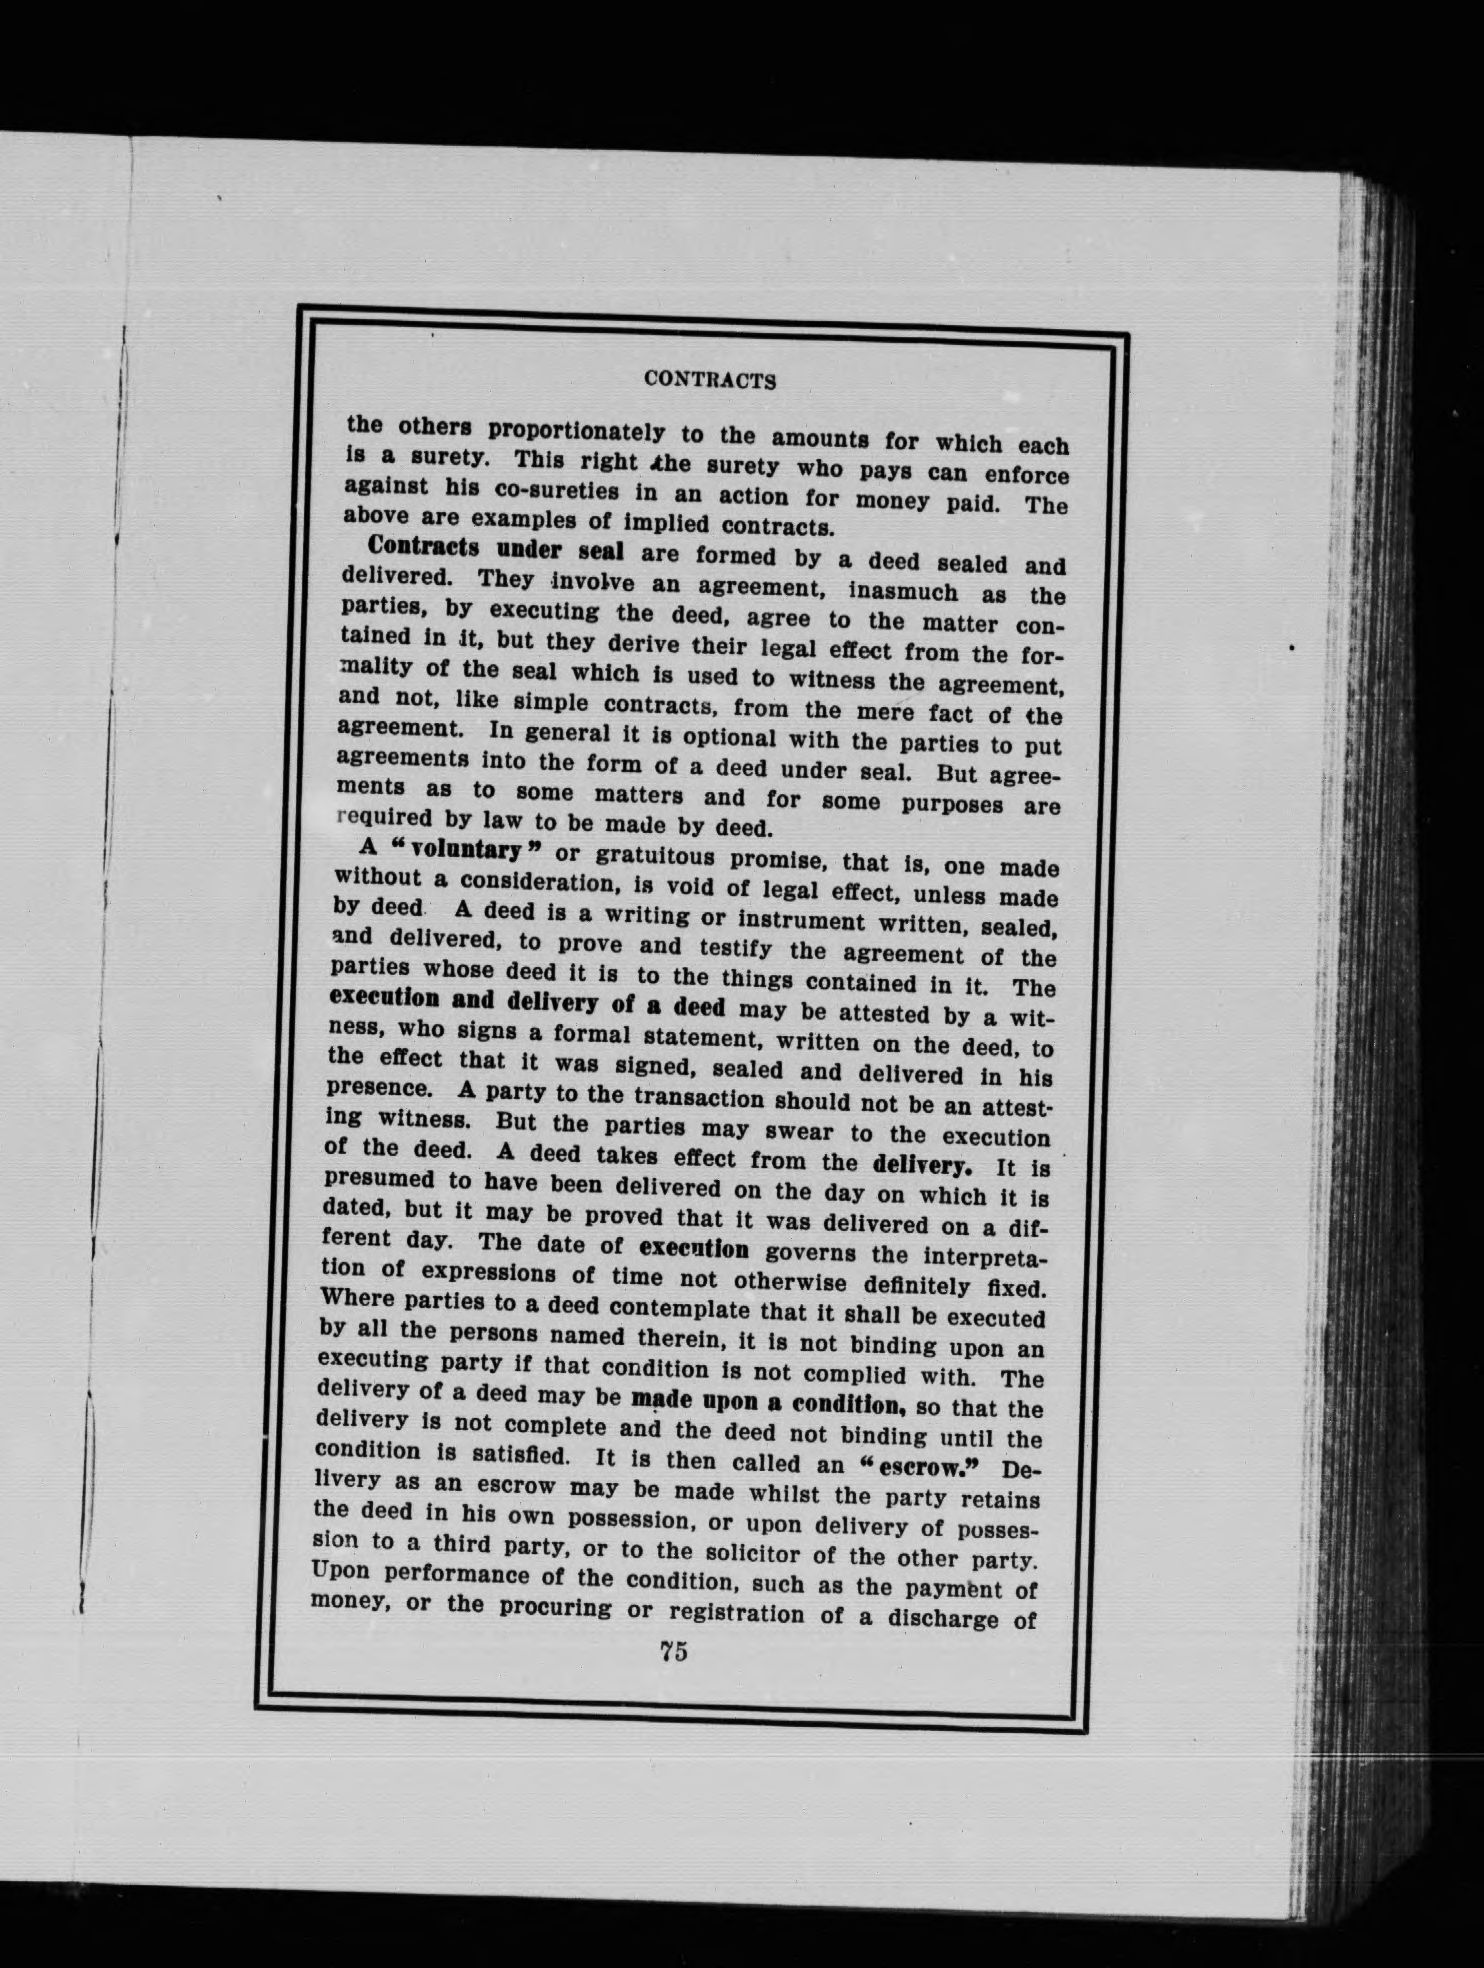 CONTRACTS
the others proportionately to the amounts for which each
is a surety. This right the surety who pays can enforce
against his co-sureties in an action for money paid. The
above are examples of implied contracts.
Contracts under seal are formed by a deed sealed and
delivered. They involve an agreement, inasmuch as the
parties, by executing the deed, agree to the matter con-
tained in it, but they derive their legal effect from the for-
mality of the seal which is used to witness the agreement,
and not, like simple contracts, from the mere fact of the
agreement. In general it is optional with the parties to put
agreements into the form of a deed under seal. But agree-
ments as to some matters and for some purposes are
required by law to be made by deed.
A "voluntary" or gratuitous promise, that is, one made
without a consideration, is void of legal effect, unless made
by deed. A deed is a writing or instrument written, sealed,
and delivered, to prove and testify the agreement of the
parties whose deed it is to the things contained in it. The
execution and delivery of a deed may be attested by a wit-
ness, who signs a formal statement, written on the deed, to
the effect that it was signed, sealed and delivered in his
presence. A party to the transaction should not be an attest-
ing witness. But the parties may swear to the execution
of the deed. A deed takes effect from the delivery. It is
presumed to have been delivered on the day on which it is
dated, but it may be proved that it was delivered on a dif-
ferent day. The date of execution governs the interpreta-
tion of expressions of time not otherwise definitely fixed.
Where parties to a deed contemplate that it shall be executed
by all the persons named therein, it is not binding upon an
executing party if that condition is not complied with. The
delivery of a deed may be made upon a condition, so that the
delivery is not complete and the deed not binding until the
condition is satisfied. It is then called an "escrow." De-
livery as an escrow may be made whilst the party retains
the deed in his own possession, or upon delivery of posses-
sion to a third party, or to the solicitor of the other party.
Upon performance of the condition, such as the payment of
money, or the procuring or registration of a discharge of
75